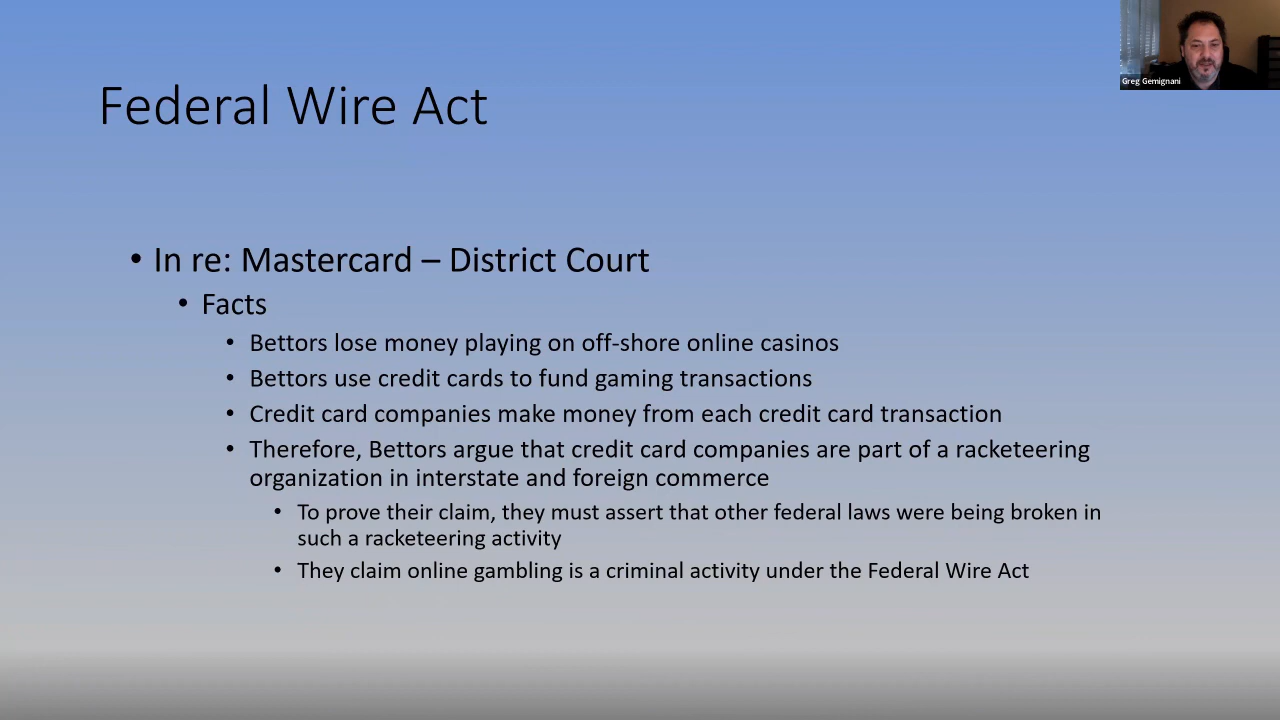 Greg Gemignani
Federal Wire Act
• In re: Mastercard – District Court
• Facts
• Bettors lose money playing on off-shore online casinos
• Bettors use credit cards to fund gaming transactions
• Credit card companies make money from each credit card transaction
• Therefore, Bettors argue that credit card companies are part of a racketeering
organization in interstate and foreign commerce
• To prove their claim, they must assert that other federal laws were being broken in
such a racketeering activity
• They claim online gambling is a criminal activity under the Federal Wire Act